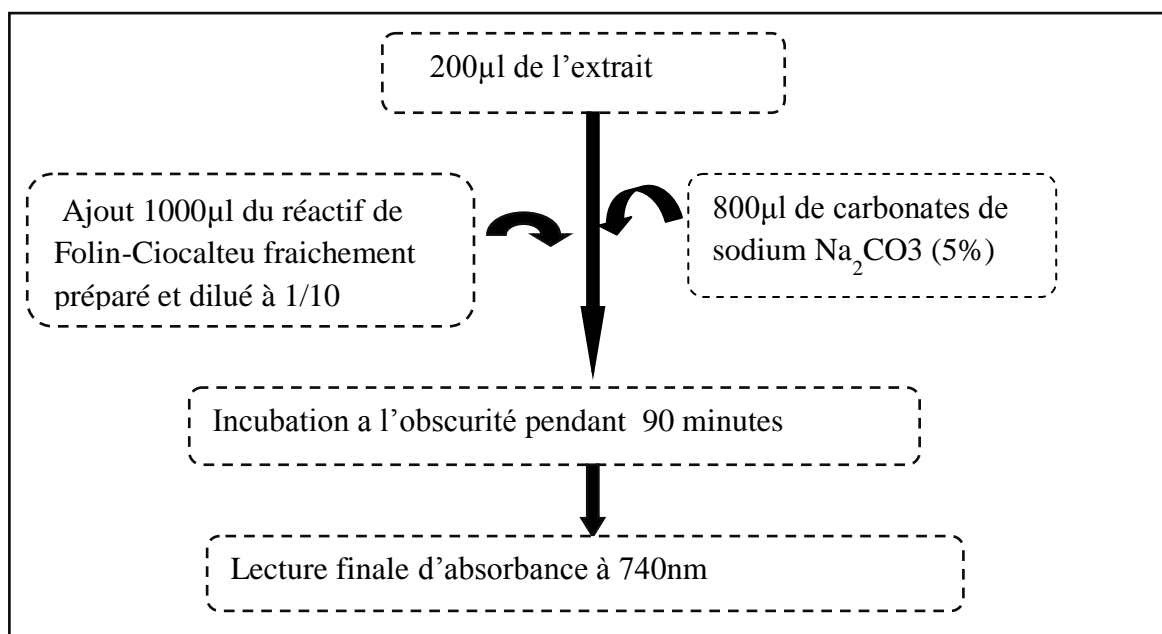 200µl de l’extrait
Ajout 1000µl du réactif de
Folin-Ciocalteu fraichement
préparé et dilué à 1/10
800µl de carbonates de
sodium Na₂CO3 (5%)
Incubation a l’obscurité pendant  90 minutes
Lecture finale d’absorbance à 740nm